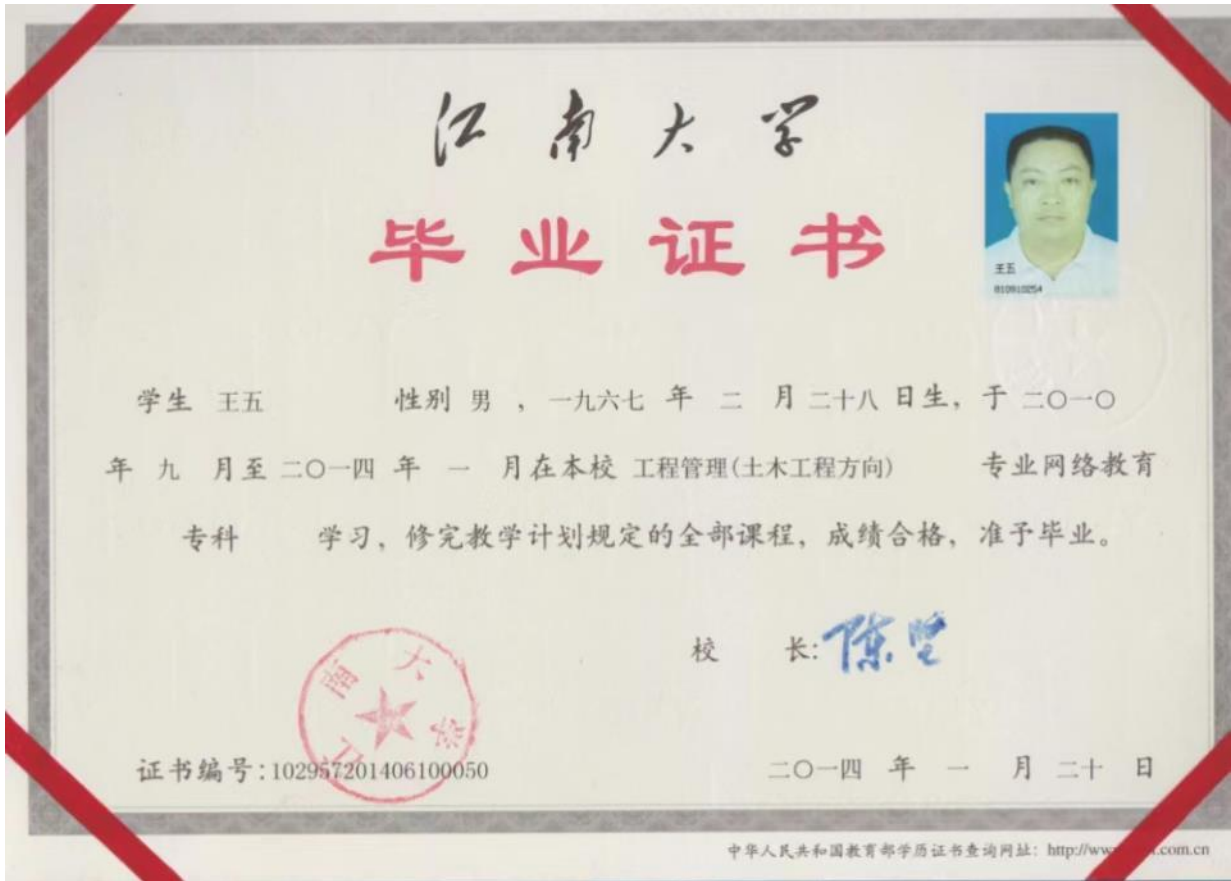 江南大学
毕业证书
王五
学生 王五 性别 男 ，一九六七 年 二 月 二十八 日生，于 二〇一〇
年 九 月至 二〇一四 年 一 月在本校 工程管理(土木工程方向) 专业网络教育
专科 学习，修完教学计划规定的全部课程，成绩合格，准予毕业。
校 长：陈坚
江南大学
证书编号：102957201406100050
二〇一四 年 一 月 二十 日
中华人民共和国教育部学历证书查询网址：http://www .com.cn